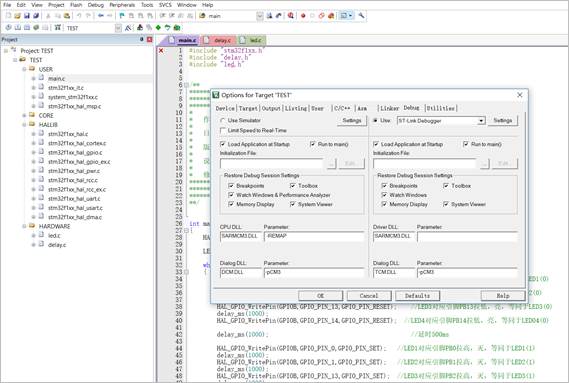 File Edit View Project Flash Debug Peripherals Tools SVCS Window Help
main
TEST
Project
main.c delay.c led.c
Project: TEST
TEST
USER
main.c
stm32f1xx_it.c
system_stm32f1xx.c
stm32f1xx_hal_msp.c
CORE
HALLIB
stm32f1xx_hal.c
stm32f1xx_hal_cortex.c
stm32f1xx_hal_gpio.c
stm32f1xx_hal_gpio_ex.c
stm32f1xx_hal_pwr.c
stm32f1xx_hal_rcc.c
stm32f1xx_hal_rcc_ex.c
stm32f1xx_hal_uart.c
stm32f1xx_hal_usart.c
stm32f1xx_hal_dma.c
HARDWARE
led.c
delay.c
1 #include "stm32f1xx.h"
2 #include "delay.h"
3 #include "led.h"
/**
**/
int ma
HAL
LE
wh
Options for Target 'TEST'
Device Target Output Listing User C/C++ Asm Linker Debug Utilities
Use Simulator Settings
Limit Speed to Real-Time
Use: ST-Link Debugger Settings
Load Application at Startup Run to main()
Initialization File:
... Edit...
Load Application at Startup Run to main()
Initialization File:
... Edit...
Restore Debug Session Settings
Breakpoints Toolbox
Watch Windows & Performance Analyzer
Memory Display System Viewer
Restore Debug Session Settings
Breakpoints Toolbox
Watch Windows
Memory Display System Viewer
CPU DLL: Parameter:
SARMCM3.DLL -REMAP
Driver DLL: Parameter:
SARMCM3.DLL
Dialog DLL: Parameter:
DCM.DLL -pCM3
Dialog DLL: Parameter:
TCM.DLL -pCM3
OK Cancel Defaults Help
LED1(0)
HAL_GPIO_WritePin(GPIOB,GPIO_PIN_13,GPIO_PIN_RESET); //LED3对应引脚PB13拉低，亮，等同于LED3(0)
delay_ms(1000);
HAL_GPIO_WritePin(GPIOB,GPIO_PIN_14,GPIO_PIN_RESET); //LED4对应引脚PB14拉低，亮，等同于LED04(0)
delay_ms(1000);
delay_ms(1000); //延时500ms
HAL_GPIO_WritePin(GPIOB,GPIO_PIN_0,GPIO_PIN_SET); //LED1对应引脚PB0拉高，灭，等同于LED1(1)
delay_ms(1000);
HAL_GPIO_WritePin(GPIOB,GPIO_PIN_1,GPIO_PIN_SET); //LED2对应引脚PB1拉高，灭，等同于LED2(1)
delay_ms(1000);
HAL_GPIO_WritePin(GPIOB,GPIO_PIN_13,GPIO_PIN_SET); //LED3对应引脚PB13拉高，灭，等同于LED3(1)